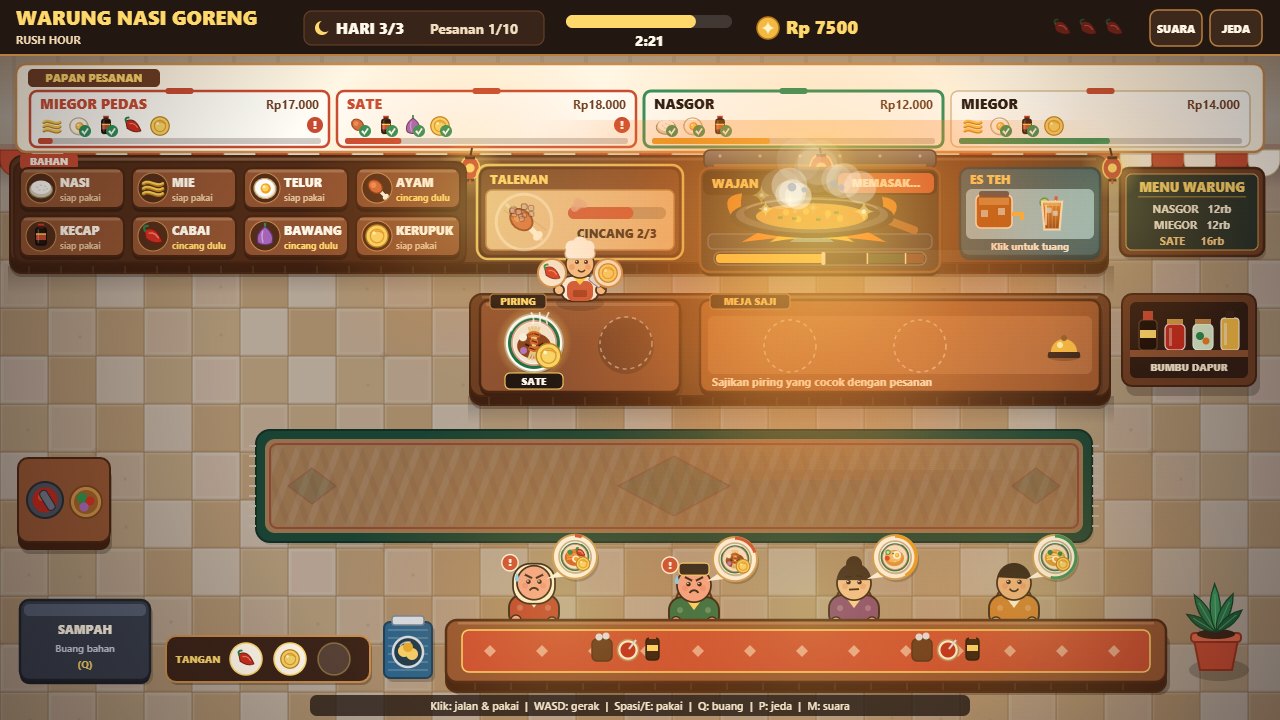 WARUNG NASI GORENG
RUSH HOUR
HARI 3/3 Pesanan 1/10
2:21
Rp 7500
SUARA
JEDA
PAPAN PESANAN
MIEGOR PEDAS Rp17.000
!
SATE Rp18.000
!
NASGOR Rp12.000
MIEGOR Rp14.000
BAHAN
NASI
siap pakai
MIE
siap pakai
TELUR
siap pakai
AYAM
cincang dulu
KECAP
siap pakai
CABAI
cincang dulu
BAWANG
cincang dulu
KERUPUK
siap pakai
TALENAN
CINCANG 2/3
WAJAN
MEMASAK...
ES TEH
Klik untuk tuang
MENU WARUNG
NASGOR 12rb
MIEGOR 12rb
SATE 16rb
PIRING
SATE
MEJA SAJI
Sajikan piring yang cocok dengan pesanan
BUMBU DAPUR
!
!
SAMPAH
Buang bahan
(Q)
TANGAN
Klik: jalan & pakai | WASD: gerak | Spasi/E: pakai | Q: buang | P: jeda | M: suara